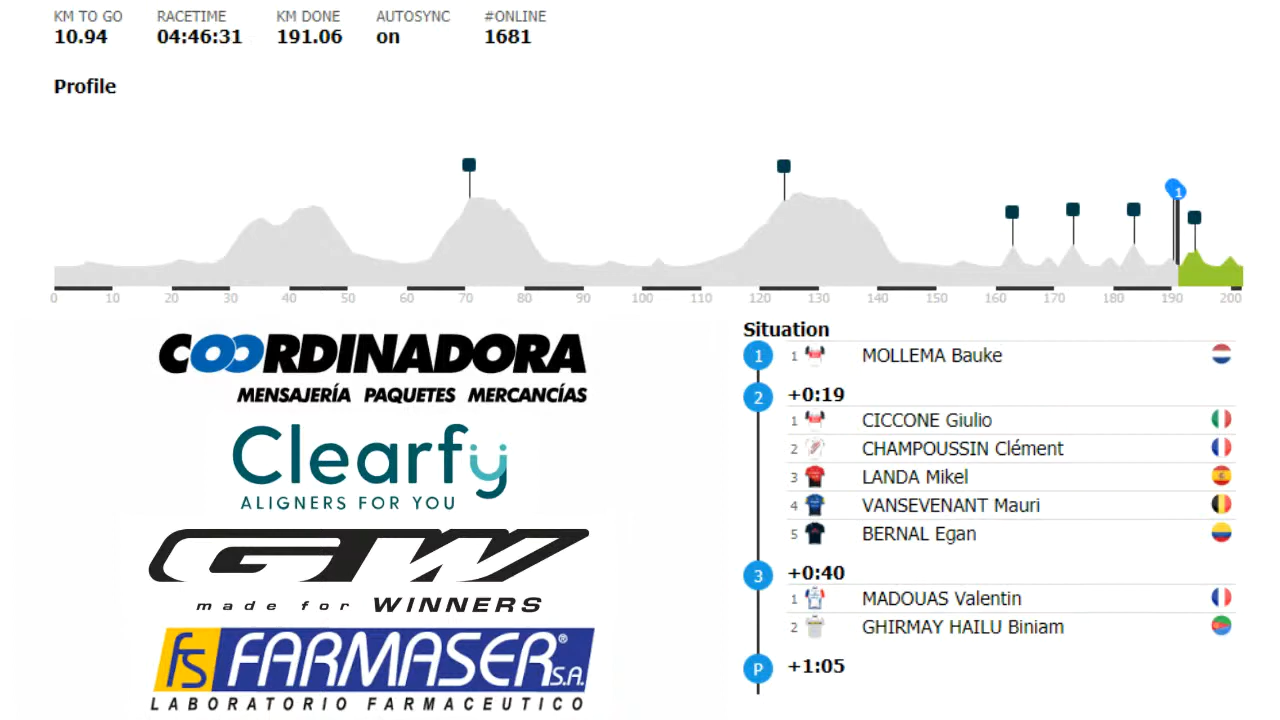 KM TO GO RACETIME KM DONE AUTOSYNC #ONLINE
10.94 04:46:31 191.06 on 1681
Profile
1
0 10 20 30 40 50 60 70 80 90 100 110 120 130 140 150 160 170 180 190 200
COORDINADORA
MENSAJERÍA PAQUETES MERCANCÍAS
Clearfy
ALIGNERS FOR YOU
GW
made for WINNERS
fs FARMASER® S.A.
LABORATORIO FARMACEUTICO
Situation
1 1 MOLLEMA Bauke
2 +0:19
1 CICCONE Giulio
2 CHAMPOUSSIN Clément
3 LANDA Mikel
4 VANSEVENANT Mauri
5 BERNAL Egan
3 +0:40
1 MADOUAS Valentin
2 GHIRMAY HAILU Biniam
P +1:05